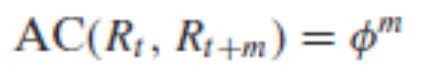 AC(R_t, R_{t+m}) = ϕ^m